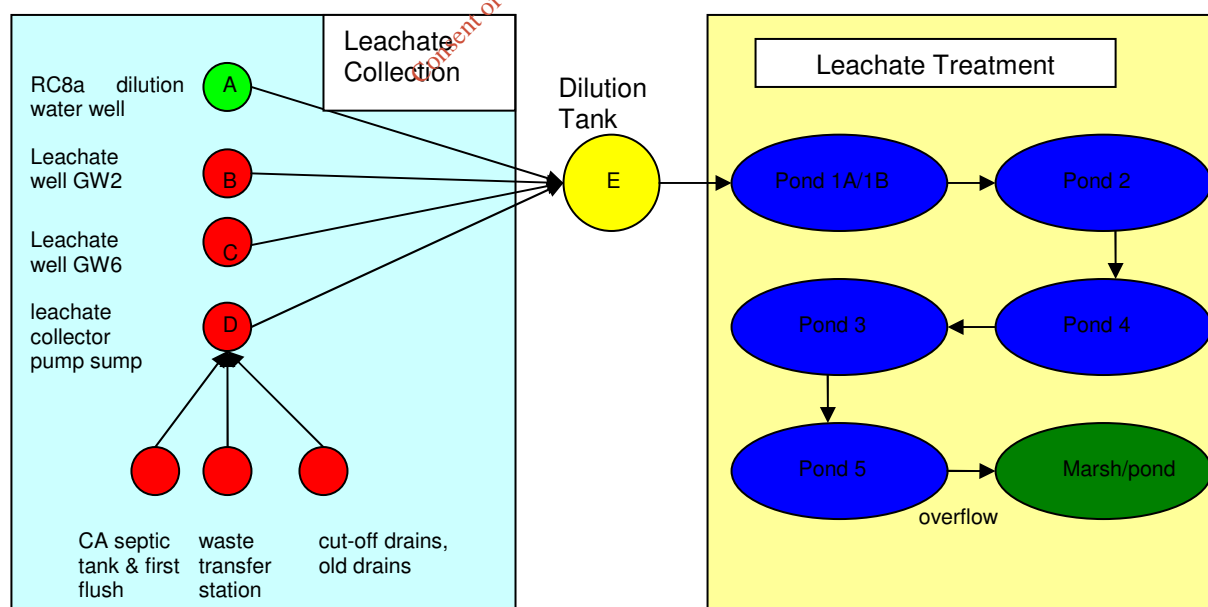 Leachate
Collection
Consent of
RC8a dilution
water well
A
Leachate
well GW2
B
Leachate
well GW6
C
leachate
collector
pump sump
D
CA septic
tank & first
flush
waste
transfer
station
cut-off drains,
old drains
Dilution
Tank
E
Leachate Treatment
Pond 1A/1B
Pond 2
Pond 3
Pond 4
Pond 5
overflow
Marsh/pond